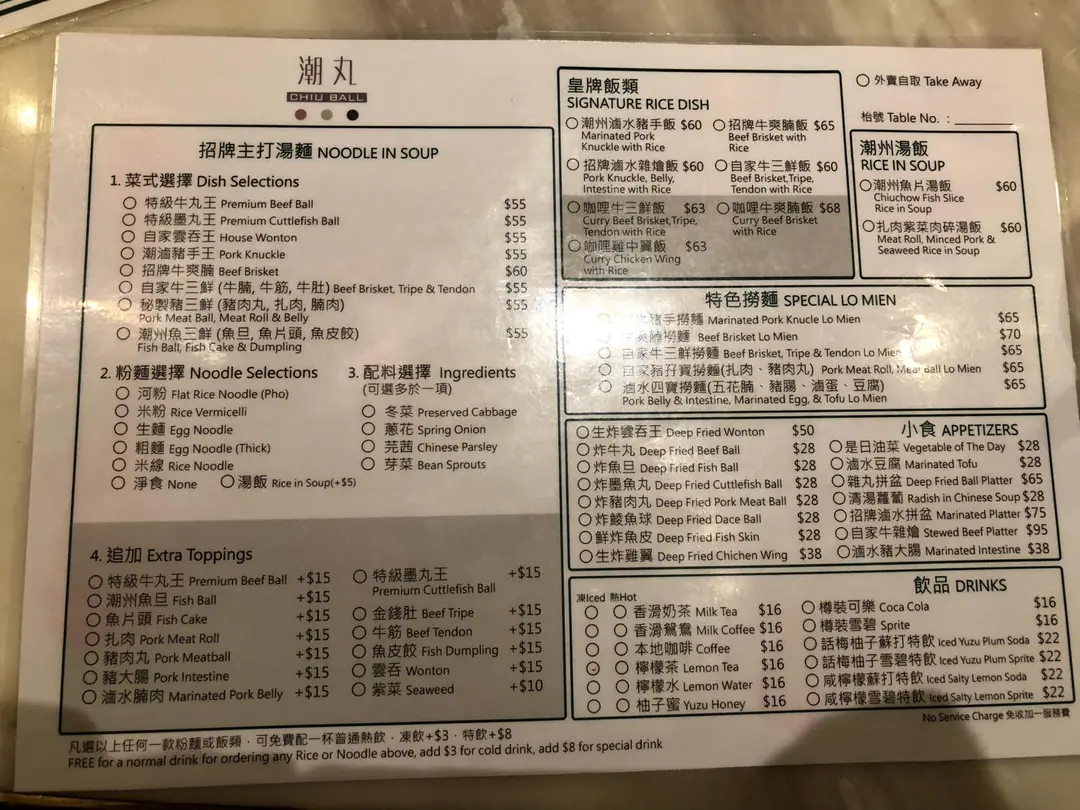 潮丸
CHIU BALL
招牌主打湯麵 NOODLE IN SOUP
1. 菜式選擇 Dish Selections
特級牛丸王 Premium Beef Ball $55
特級墨丸王 Premium Cuttlefish Ball $55
自家雲吞王 House Wonton $55
潮滷豬手王 Pork Knuckle $55
招牌牛爽腩 Beef Brisket $60
自家牛三鮮 (牛腩, 牛筋, 牛肚) Beef Brisket, Tripe & Tendon $55
秘製豬三鮮 (豬肉丸, 扎肉, 腩肉) $55
Pork Meat Ball, Meat Roll & Belly
潮州魚三鮮 (魚旦, 魚片頭, 魚皮餃) $55
Fish Ball, Fish Cake & Dumpling
2. 粉麵選擇 Noodle Selections
河粉 Flat Rice Noodle (Pho)
米粉 Rice Vermicelli
生麵 Egg Noodle
粗麵 Egg Noodle (Thick)
米線 Rice Noodle
淨食 None 湯飯 Rice in Soup(+$5)
3. 配料選擇 Ingredients
(可選多於一項)
冬菜 Preserved Cabbage
蔥花 Spring Onion
芫茜 Chinese Parsley
芽菜 Bean Sprouts
4. 追加 Extra Toppings
特級牛丸王 Premium Beef Ball +$15
潮州魚旦 Fish Ball +$15
魚片頭 Fish Cake +$15
扎肉 Pork Meat Roll +$15
豬肉丸 Pork Meatball +$15
豬大腸 Pork Intestine +$15
滷水腩肉 Marinated Pork Belly +$15
特級墨丸王 +$15
Premium Cuttlefish Ball
金錢肚 Beef Tripe +$15
牛筋 Beef Tendon +$15
魚皮餃 Fish Dumpling +$15
雲吞 Wonton +$15
紫菜 Seaweed +$10
凡選以上任何一款粉麵或飯類，可免費配一杯普通熱飲，凍飲+$3，特飲+$8
FREE for a normal drink for ordering any Rice or Noodle above, add $3 for cold drink, add $8 for special drink
皇牌飯類
SIGNATURE RICE DISH
潮州滷水豬手飯 $60
Marinated Pork
Knuckle with Rice
招牌牛爽腩飯 $65
Beef Brisket with
Rice
招牌滷水雜燴飯 $60
Pork Knuckle, Belly,
Intestine with Rice
自家牛三鮮飯 $60
Beef Brisket,Tripe,
Tendon with Rice
咖哩牛三鮮飯 $63
Curry Beef Brisket,Tripe,
Tendon with Rice
咖哩牛爽腩飯 $68
Curry Beef Brisket
with Rice
咖哩雞中翼飯 $63
Curry Chicken Wing
with Rice
外賣自取 Take Away
枱號 Table No. :
潮州湯飯
RICE IN SOUP
潮州魚片湯飯 $60
Chiuchow Fish Slice
Rice in Soup
扎肉紫菜肉碎湯飯 $60
Meat Roll, Minced Pork &
Seaweed Rice in Soup
特色撈麵 SPECIAL LO MIEN
豬手撈麵 Marinated Pork Knucle Lo Mien $65
爽腩撈麵 Beef Brisket Lo Mien $70
自家牛三鮮撈麵 Beef Brisket, Tripe & Tendon Lo Mien $65
自家豬孖寶撈麵(扎肉、豬肉丸) Pork Meat Roll, Meat Ball Lo Mien $65
滷水四寶撈麵(五花腩、豬腸、滷蛋、豆腐) $65
Pork Belly & Intestine, Marinated Egg, & Tofu Lo Mien
小食 APPETIZERS
生炸雲吞王 Deep Fried Wonton $50
炸牛丸 Deep Fried Beef Ball $28
炸魚旦 Deep Fried Fish Ball $28
炸墨魚丸 Deep Fried Cuttlefish Ball $28
炸豬肉丸 Deep Fried Pork Meat Ball $28
炸鯪魚球 Deep Fried Dace Ball $28
鮮炸魚皮 Deep Fried Fish Skin $28
生炸雞翼 Deep Fried Chichen Wing $38
是日油菜 Vegetable of The Day $28
滷水豆腐 Marinated Tofu $28
雜丸拼盆 Deep Fried Ball Platter $65
清湯蘿蔔 Radish in Chinese Soup $28
招牌滷水拼盆 Marinated Platter $75
自家牛雜燴 Stewed Beef Platter $95
滷水豬大腸 Marinated Intestine $38
飲品 DRINKS
凍Iced 熱Hot
香滑奶茶 Milk Tea $16
香滑鴛鴦 Milk Coffee $16
本地咖啡 Coffee $16
檸檬茶 Lemon Tea $16
檸檬水 Lemon Water $16
柚子蜜 Yuzu Honey $16
樽裝可樂 Coca Cola $16
樽裝雪碧 Sprite $16
話梅柚子蘇打特飲 Iced Yuzu Plum Soda $22
話梅柚子雪碧特飲 Iced Yuzu Plum Sprite $22
咸檸檬蘇打特飲 Iced Salty Lemon Soda $22
咸檸檬雪碧特飲 Iced Salty Lemon Sprite $22
No Service Charge 免收加一服務費